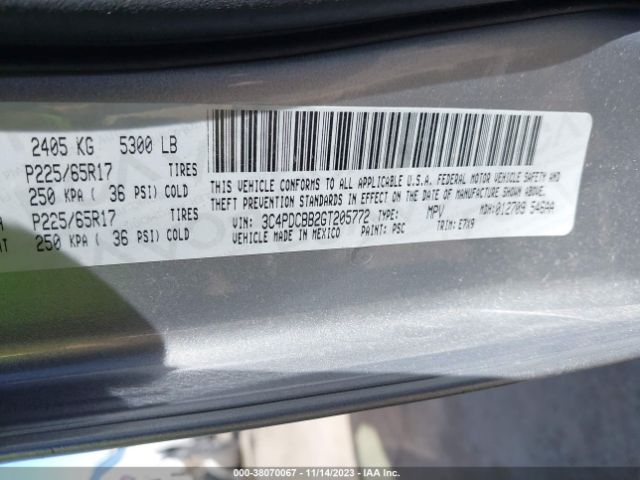 2405 KG 5300 LB
P225/65R17 TIRES
250 KPA ( 36 PSI) COLD
P225/65R17 TIRES
250 KPA ( 36 PSI) COLD
THIS VEHICLE CONFORMS TO ALL APPLICABLE U.S.A. FEDERAL MOTOR VEHICLE SAFETY AND
THEFT PREVENTION STANDARDS IN EFFECT ON THE DATE OF MANUFACTURE SHOWN ABOVE.
VIN: 3C4PDCBB2GT205772 TYPE: MPV MDH:012709 546AA
VEHICLE MADE IN MEXICO PAINT: PSC TRIM: E7X9
000-38070067 - 11/14/2023 - IAA Inc.